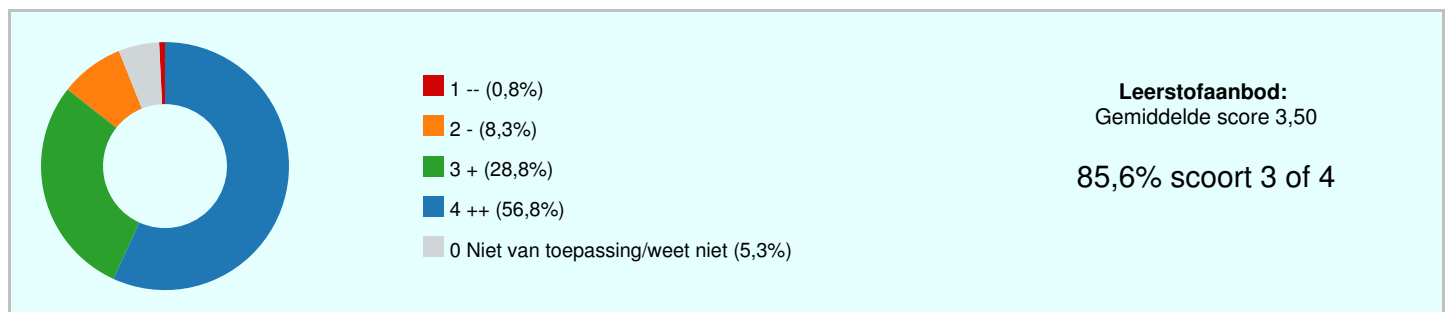 1 -- (0,8%)
2 - (8,3%)
3 + (28,8%)
4 ++ (56,8%)
0 Niet van toepassing/weet niet (5,3%)
Leerstofaanbod:
Gemiddelde score 3,50
85,6% scoort 3 of 4